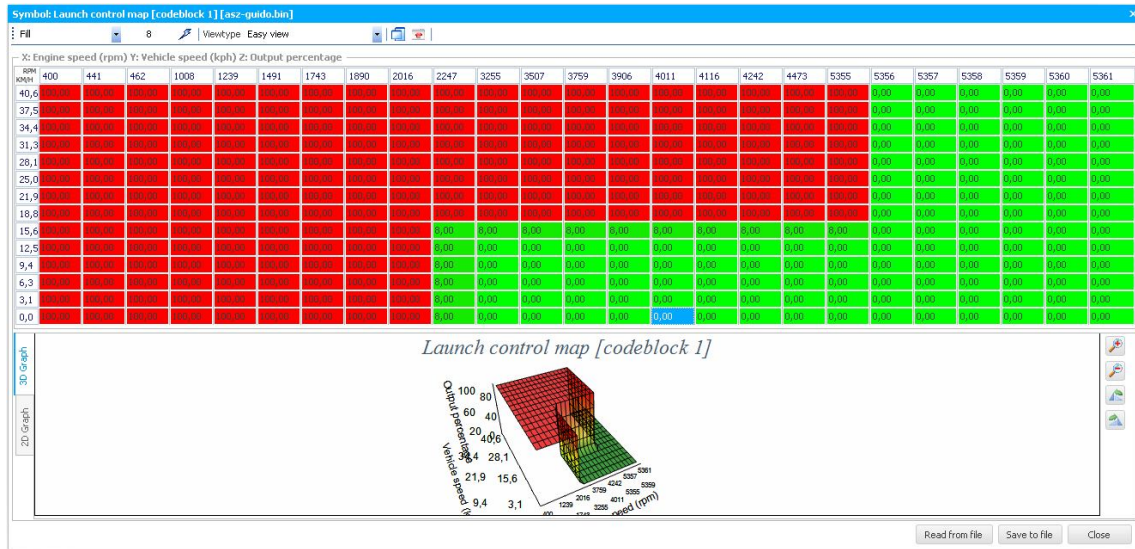 Symbol: Launch control map [codeblock 1] [asz-guido.bin]
Fill 8 Viewtype Easy view
X: Engine speed (rpm) Y: Vehicle speed (kph) Z: Output percentage
RPM 400 441 462 1008 1239 1491 1743 1890 2016 2247 3255 3507 3759 3906 4011 4116 4242 4473 5355 5356 5357 5358 5359 5360 5361
KM/H
40,6 100,00 100,00 100,00 100,00 100,00 100,00 100,00 100,00 100,00 100,00 100,00 100,00 100,00 100,00 100,00 100,00 100,00 100,00 100,00 0,00 0,00 0,00 0,00 0,00 0,00
37,5 100,00 100,00 100,00 100,00 100,00 100,00 100,00 100,00 100,00 100,00 100,00 100,00 100,00 100,00 100,00 100,00 100,00 100,00 100,00 0,00 0,00 0,00 0,00 0,00 0,00
34,4 100,00 100,00 100,00 100,00 100,00 100,00 100,00 100,00 100,00 100,00 100,00 100,00 100,00 100,00 100,00 100,00 100,00 100,00 100,00 0,00 0,00 0,00 0,00 0,00 0,00
31,3 100,00 100,00 100,00 100,00 100,00 100,00 100,00 100,00 100,00 100,00 100,00 100,00 100,00 100,00 100,00 100,00 100,00 100,00 100,00 0,00 0,00 0,00 0,00 0,00 0,00
28,1 100,00 100,00 100,00 100,00 100,00 100,00 100,00 100,00 100,00 100,00 100,00 100,00 100,00 100,00 100,00 100,00 100,00 100,00 100,00 0,00 0,00 0,00 0,00 0,00 0,00
25,0 100,00 100,00 100,00 100,00 100,00 100,00 100,00 100,00 100,00 100,00 100,00 100,00 100,00 100,00 100,00 100,00 100,00 100,00 100,00 0,00 0,00 0,00 0,00 0,00 0,00
21,9 100,00 100,00 100,00 100,00 100,00 100,00 100,00 100,00 100,00 100,00 100,00 100,00 100,00 100,00 100,00 100,00 100,00 100,00 100,00 0,00 0,00 0,00 0,00 0,00 0,00
18,8 100,00 100,00 100,00 100,00 100,00 100,00 100,00 100,00 100,00 100,00 100,00 100,00 100,00 100,00 100,00 100,00 100,00 100,00 100,00 0,00 0,00 0,00 0,00 0,00 0,00
15,6 100,00 100,00 100,00 100,00 100,00 100,00 100,00 100,00 100,00 8,00 8,00 8,00 8,00 8,00 8,00 8,00 8,00 8,00 8,00 0,00 0,00 0,00 0,00 0,00 0,00
12,5 100,00 100,00 100,00 100,00 100,00 100,00 100,00 100,00 100,00 8,00 0,00 0,00 0,00 0,00 0,00 0,00 0,00 0,00 0,00 0,00 0,00 0,00 0,00 0,00 0,00
9,4 100,00 100,00 100,00 100,00 100,00 100,00 100,00 100,00 100,00 8,00 0,00 0,00 0,00 0,00 0,00 0,00 0,00 0,00 0,00 0,00 0,00 0,00 0,00 0,00 0,00
6,3 100,00 100,00 100,00 100,00 100,00 100,00 100,00 100,00 100,00 8,00 0,00 0,00 0,00 0,00 0,00 0,00 0,00 0,00 0,00 0,00 0,00 0,00 0,00 0,00 0,00
3,1 100,00 100,00 100,00 100,00 100,00 100,00 100,00 100,00 100,00 8,00 0,00 0,00 0,00 0,00 0,00 0,00 0,00 0,00 0,00 0,00 0,00 0,00 0,00 0,00 0,00
0,0 100,00 100,00 100,00 100,00 100,00 100,00 100,00 100,00 100,00 8,00 0,00 0,00 0,00 0,00 0,00 0,00 0,00 0,00 0,00 0,00 0,00 0,00 0,00 0,00 0,00
3D Graph
2D Graph
Launch control map [codeblock 1]
Output percentage
100
80
60
40
20
40,6
28,1
21,9
15,6
9,4
3,1
Vehicle speed
1239
2016
3255
3759
4011
4242
5355
5357
5359
5361
speed (rpm)
Read from file Save to file Close